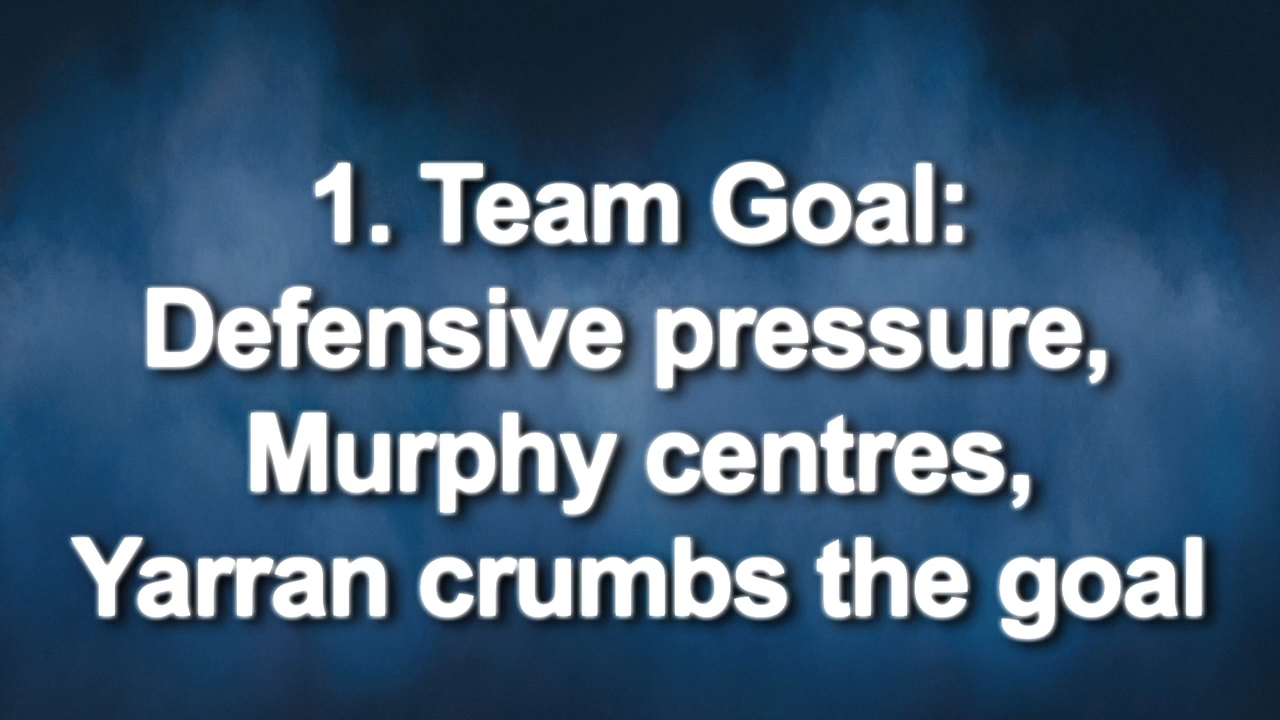 1. Team Goal:
Defensive pressure,
Murphy centres,
Yarran crumbs the goal